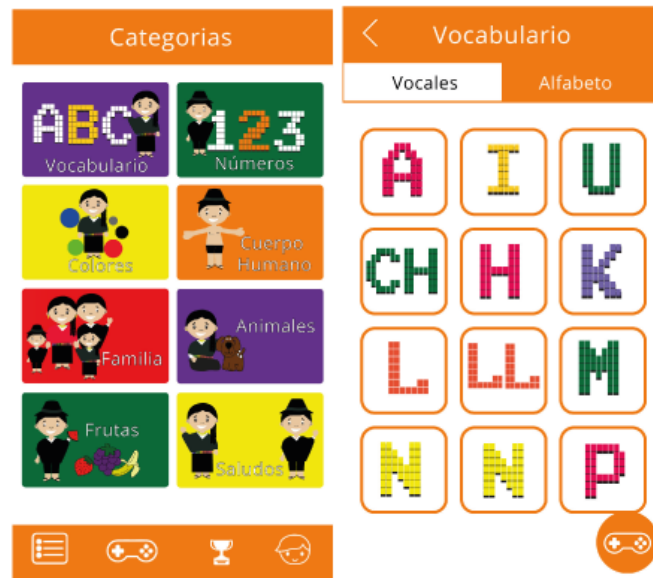 Categorias
ABC
Vocabulario
123
Números
Colores
Cuerpo
Humano
Familia
Animales
Frutas
Saludos
Vocabulario
Vocales
Alfabeto
A I U
CH H K
L LL M
N N P